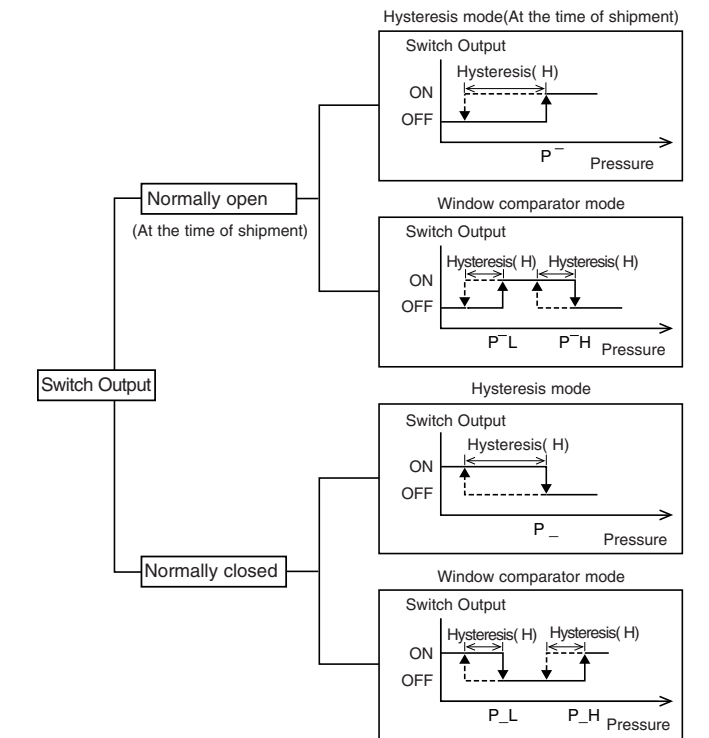 Hysteresis mode(At the time of shipment)
Switch Output
Hysteresis( H)
ON
OFF
P ‾
Pressure
Normally open
(At the time of shipment)
Window comparator mode
Switch Output
Hysteresis( H) Hysteresis( H)
ON
OFF
P‾L P‾H Pressure
Switch Output
Hysteresis mode
Switch Output
Hysteresis( H)
ON
OFF
P _ Pressure
Normally closed
Window comparator mode
Switch Output
Hysteresis( H) Hysteresis( H)
ON
OFF
P_L P_H Pressure